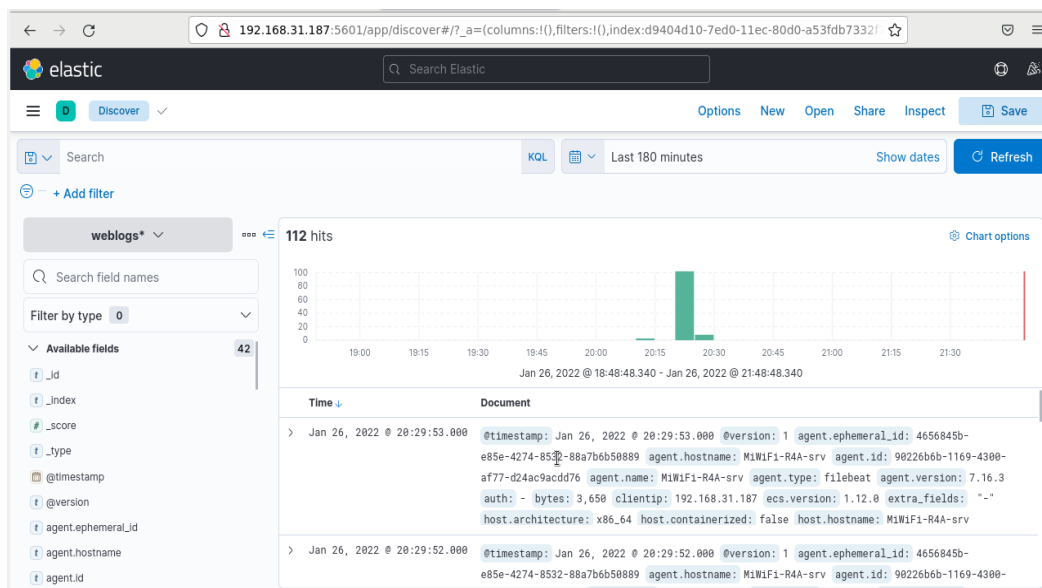 192.168.31.187:5601/app/discover#/?_a=(columns:!(),filters:!(),index:d9404d10-7ed0-11ec-80d0-a53fdb7332f
elastic
Search Elastic
D Discover Options New Open Share Inspect Save
Search KQL Last 180 minutes Show dates Refresh
+ Add filter
weblogs*
112 hits
Chart options
Search field names
Filter by type 0
Available fields 42
t _id
t _index
# _score
t _type
@timestamp
t @version
t agent.ephemeral_id
t agent.hostname
t agent.id
100
80
60
40
20
0
19:00 19:15 19:30 19:45 20:00 20:15 20:30 20:45 21:00 21:15 21:30
Jan 26, 2022 @ 18:48:48.340 - Jan 26, 2022 @ 21:48:48.340
Time Document
Jan 26, 2022 @ 20:29:53.000 @timestamp: Jan 26, 2022 @ 20:29:53.000 @version: 1 agent.ephemeral_id: 4656845b-
e85e-4274-8532-88a7b6b50889 agent.hostname: MiWiFi-R4A-srv agent.id: 90226b6b-1169-4300-
af77-d24ac9acdd76 agent.name: MiWiFi-R4A-srv agent.type: filebeat agent.version: 7.16.3
auth: - bytes: 3,650 clientip: 192.168.31.187 ecs.version: 1.12.0 extra_fields: "-"
host.architecture: x86_64 host.containerized: false host.hostname: MiWiFi-R4A-srv
Jan 26, 2022 @ 20:29:52.000 @timestamp: Jan 26, 2022 @ 20:29:52.000 @version: 1 agent.ephemeral_id: 4656845b-
e85e-4274-8532-88a7b6b50889 agent.hostname: MiWiFi-R4A-srv agent.id: 90226b6b-1169-4300-